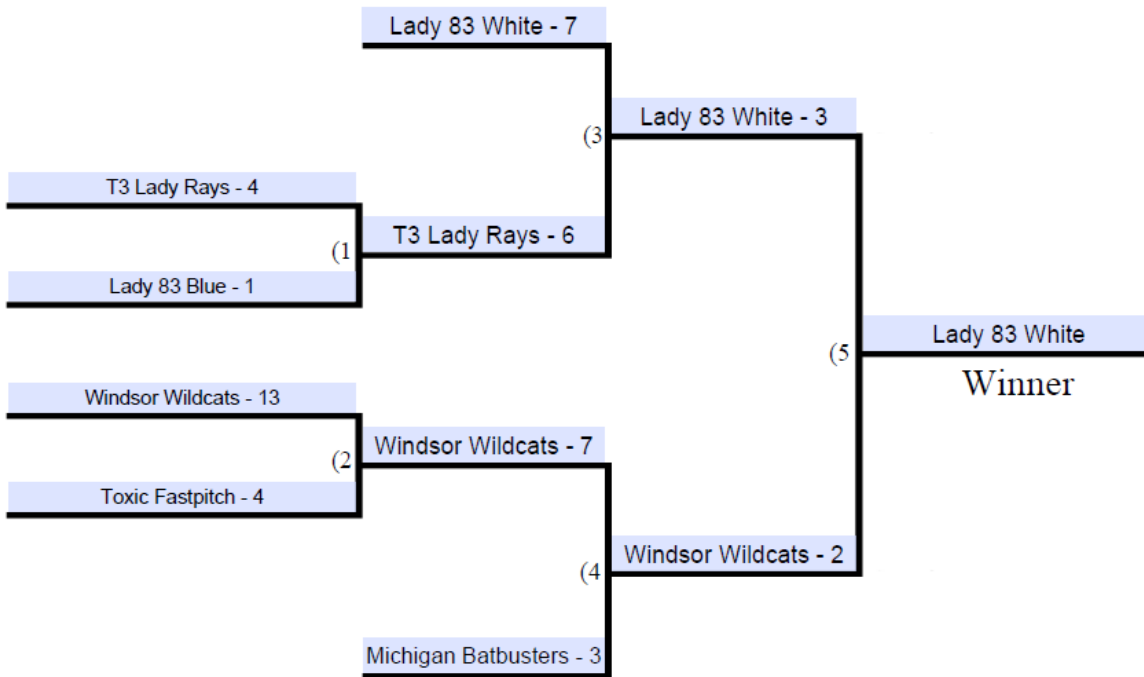 Lady 83 White - 7
(3
Lady 83 White - 3
T3 Lady Rays - 4
(1
T3 Lady Rays - 6
Lady 83 Blue - 1
(5
Lady 83 White
Winner
Windsor Wildcats - 13
(2
Windsor Wildcats - 7
Toxic Fastpitch - 4
(4
Windsor Wildcats - 2
Michigan Batbusters - 3